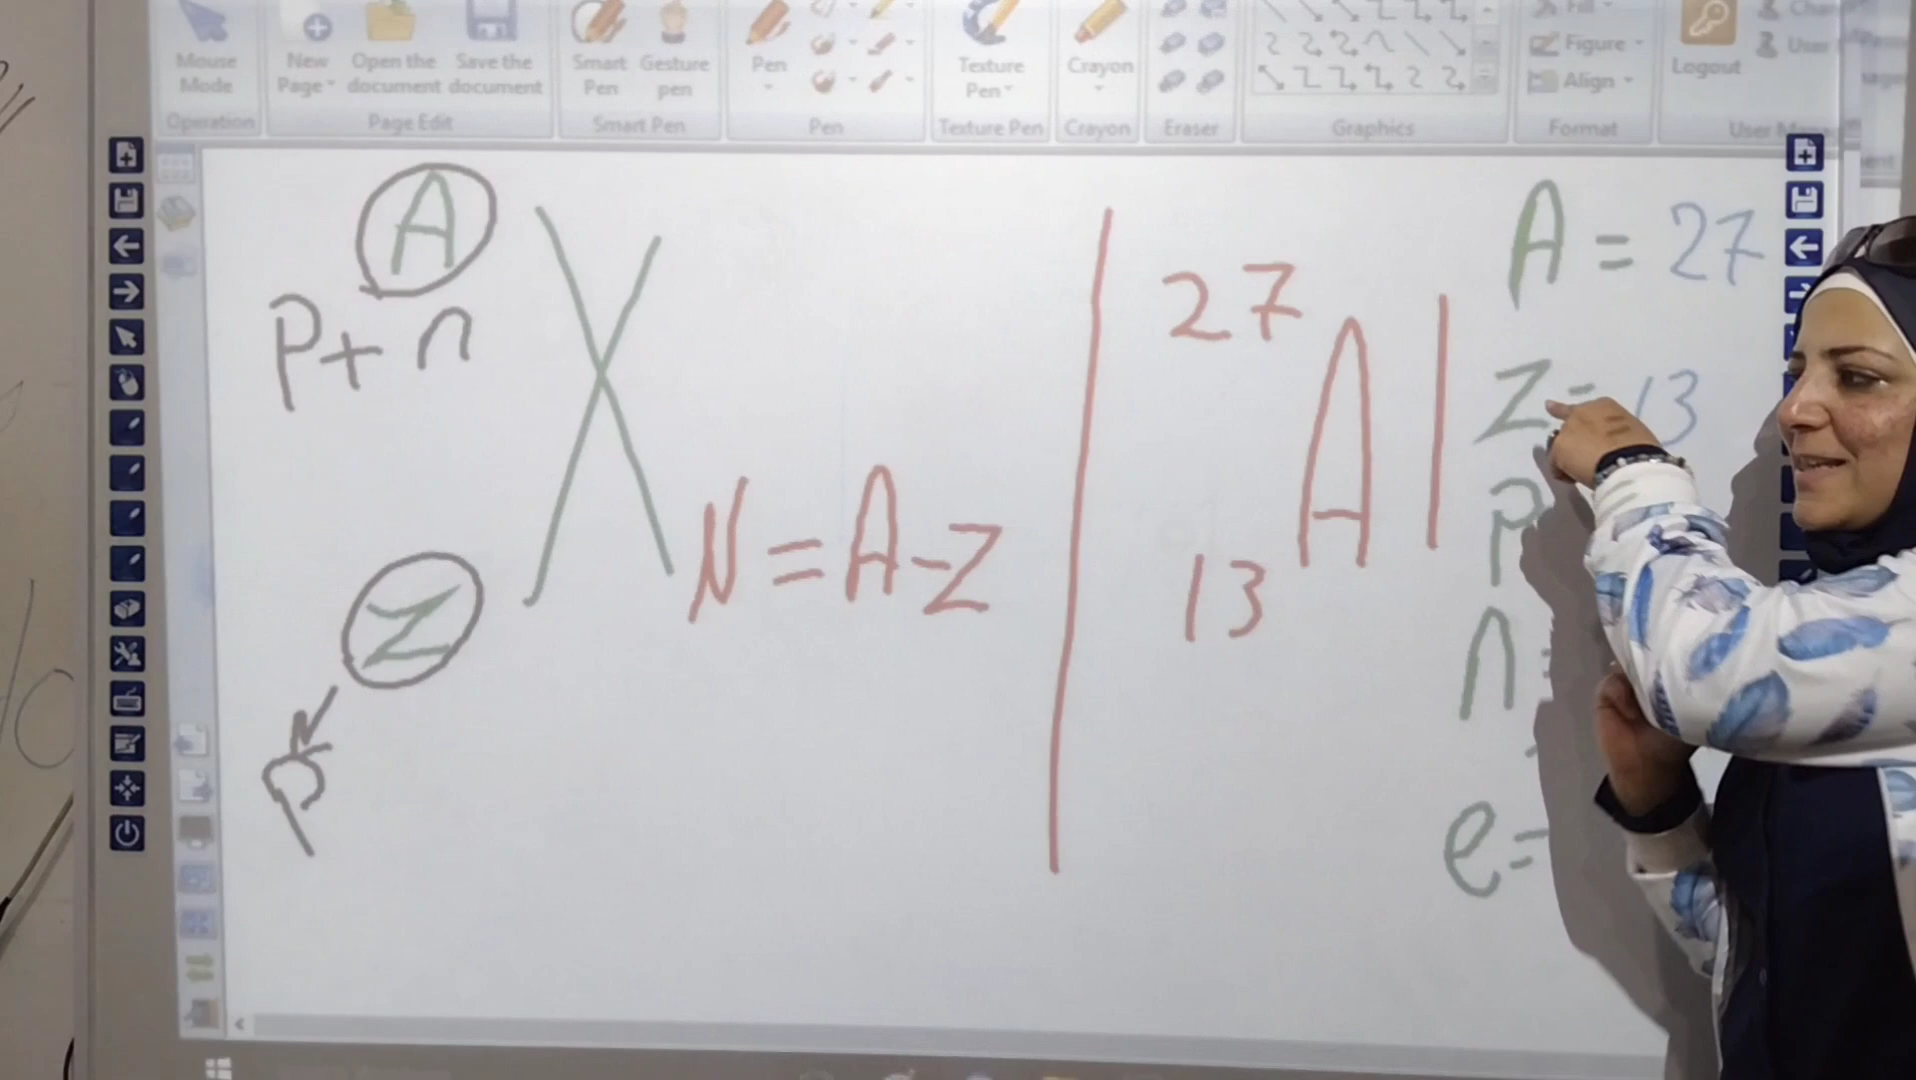 Mouse Mode
New Page
Open the document
Save the document
Smart Pen
Gesture pen
Pen
Texture Pen
Crayon
Fill
Figure
Align
Logout
User
Operation
Page Edit
Smart Pen
Pen
Texture Pen
Crayon
Eraser
Graphics
Format
A
P+n
X
Z
P
N=A-Z
27
Al
13
A=27
Z=13
P
n=
e=